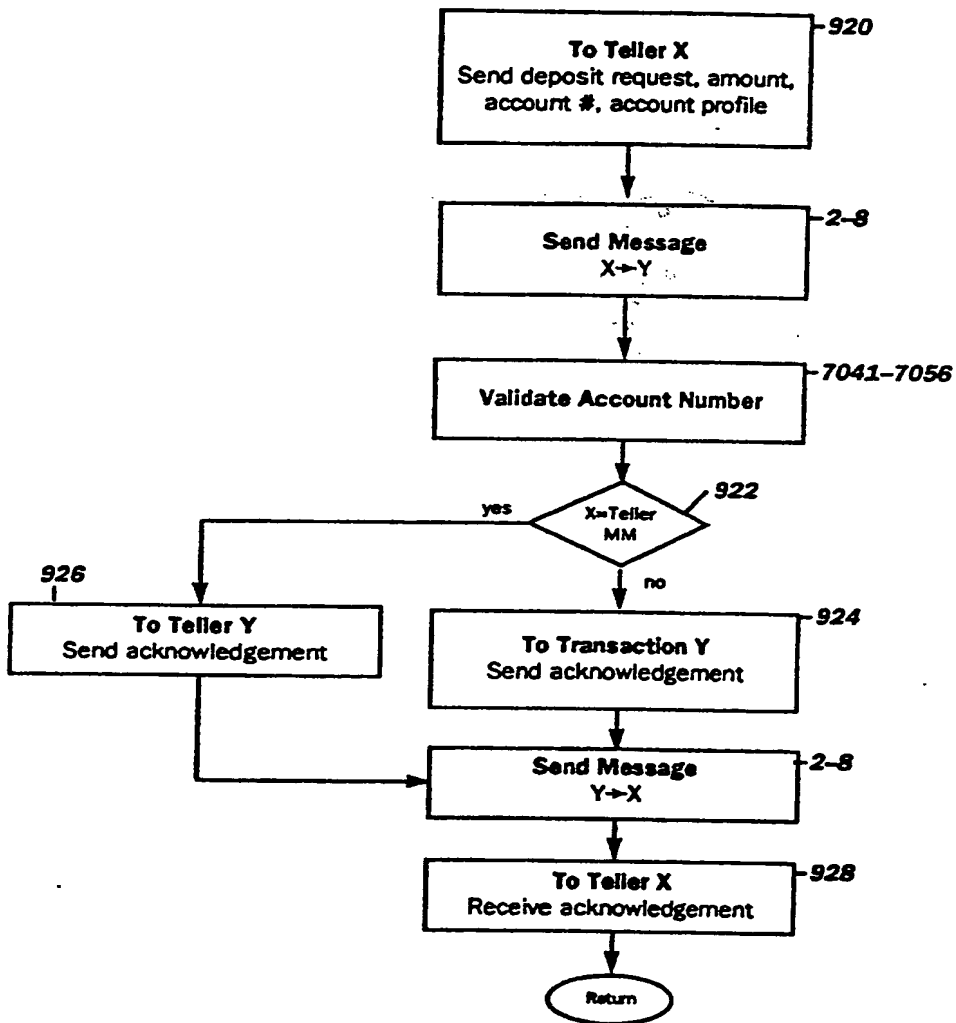 920
To Teller X
Send deposit request, amount,
account #, account profile
2-8
Send Message
X→Y
7041-7056
Validate Account Number
922
yes
X=Teller
MM
no
926
To Teller Y
Send acknowledgement
924
To Transaction Y
Send acknowledgement
2-8
Send Message
Y→X
928
To Teller X
Receive acknowledgement
Return